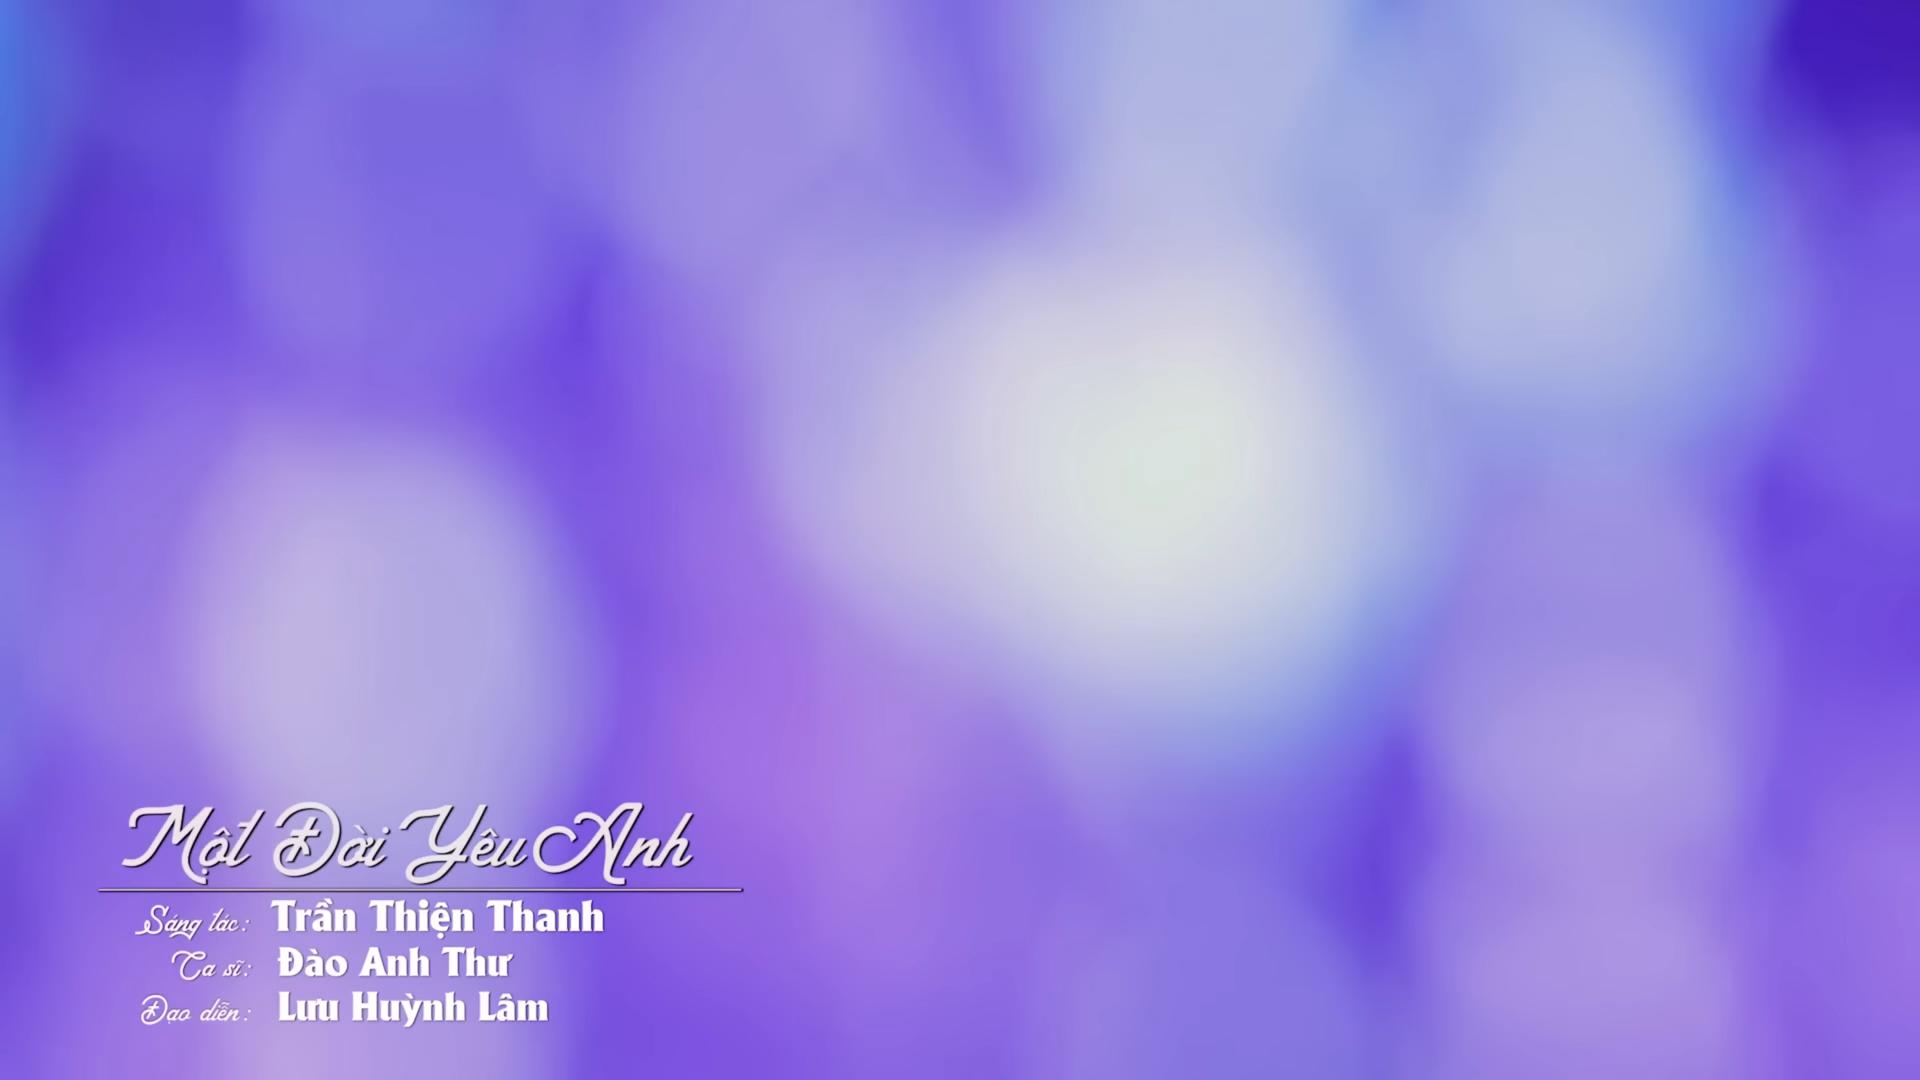 Một Đời Yêu Anh
Sáng tác: Trần Thiện Thanh
Ca sĩ: Đào Anh Thư
Đạo diễn: Lưu Huỳnh Lâm